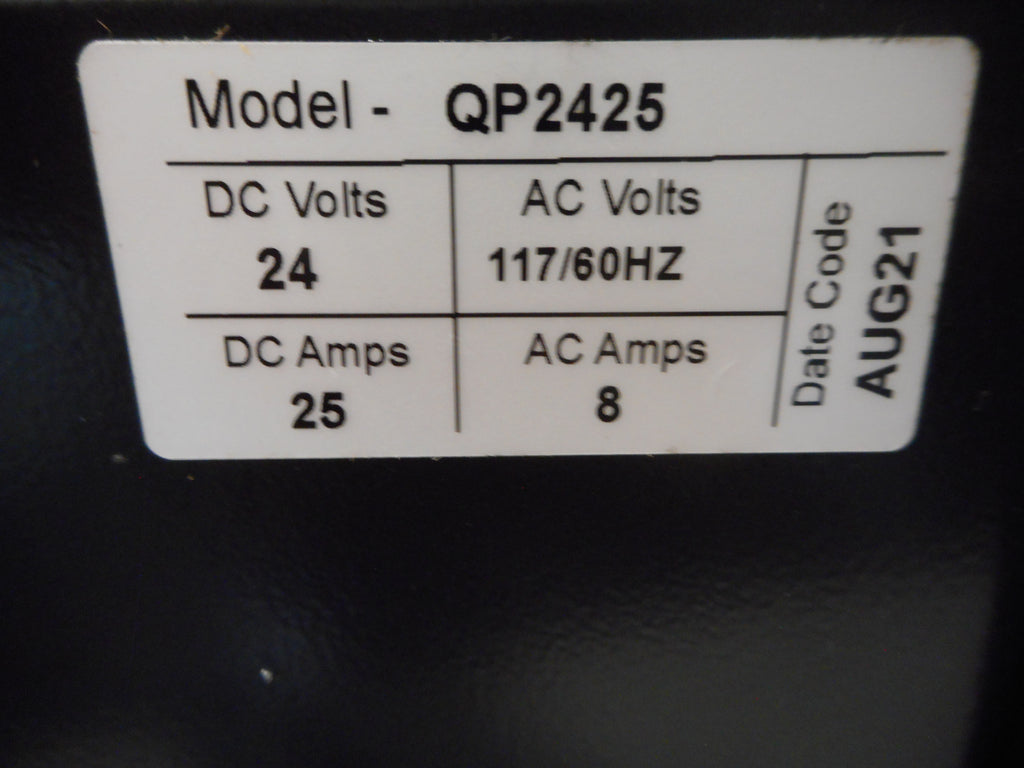 Model - QP2425
DC Volts
24
AC Volts
117/60HZ
DC Amps
25
AC Amps
8
Date Code
AUG21